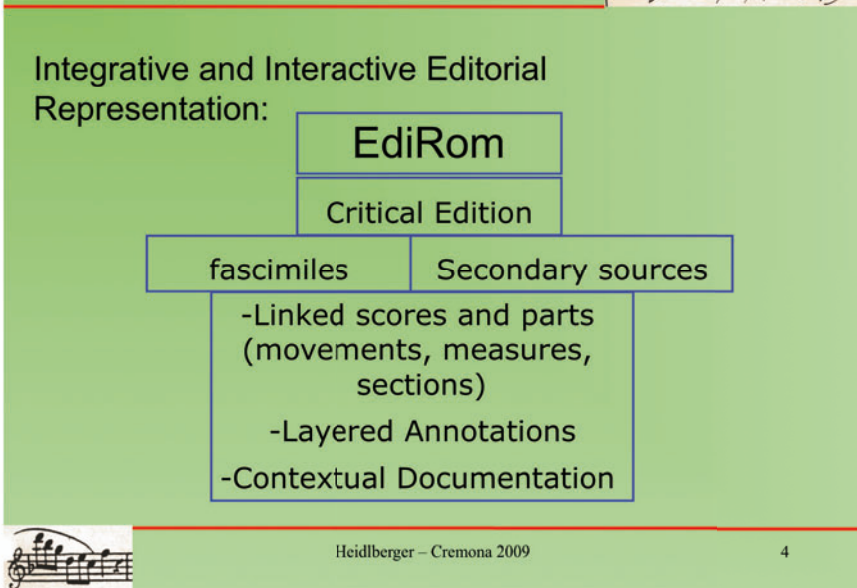 Integrative and Interactive Editorial
Representation:
EdiRom
Critical Edition
fascimiles
Secondary sources
-Linked scores and parts
(movements, measures,
sections)
-Layered Annotations
-Contextual Documentation
Heidlberger – Cremona 2009
4